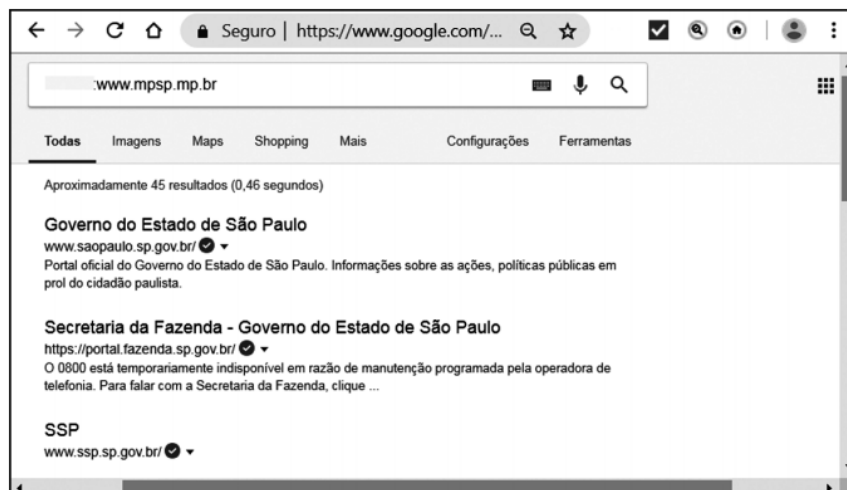 Seguro | https://www.google.com/...
:www.mpsp.mp.br
Todas Imagens Maps Shopping Mais Configurações Ferramentas
Aproximadamente 45 resultados (0,46 segundos)
Governo do Estado de São Paulo
www.saopaulo.sp.gov.br/
Portal oficial do Governo do Estado de São Paulo. Informações sobre as ações, políticas públicas em
prol do cidadão paulista.
Secretaria da Fazenda - Governo do Estado de São Paulo
https://portal.fazenda.sp.gov.br/
O 0800 está temporariamente indisponível em razão de manutenção programada pela operadora de
telefonia. Para falar com a Secretaria da Fazenda, clique ...
SSP
www.ssp.sp.gov.br/